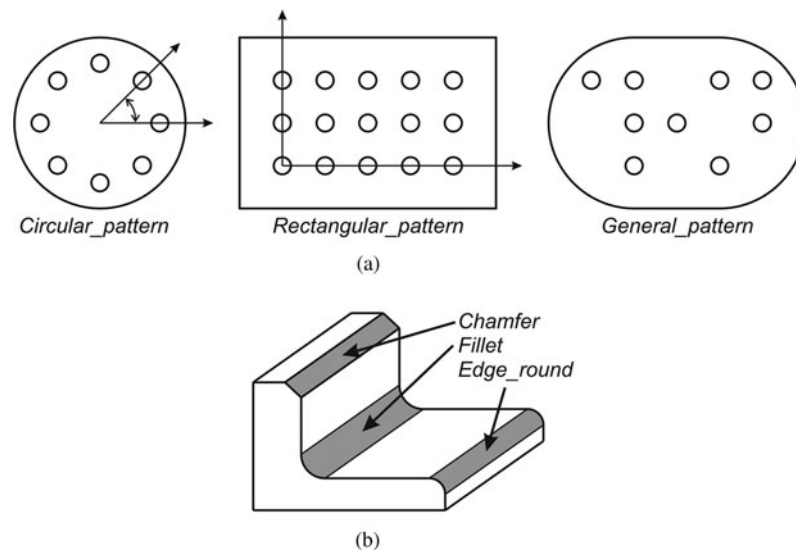 Circular_pattern
Rectangular_pattern
General_pattern
(a)
Chamfer
Fillet
Edge_round
(b)